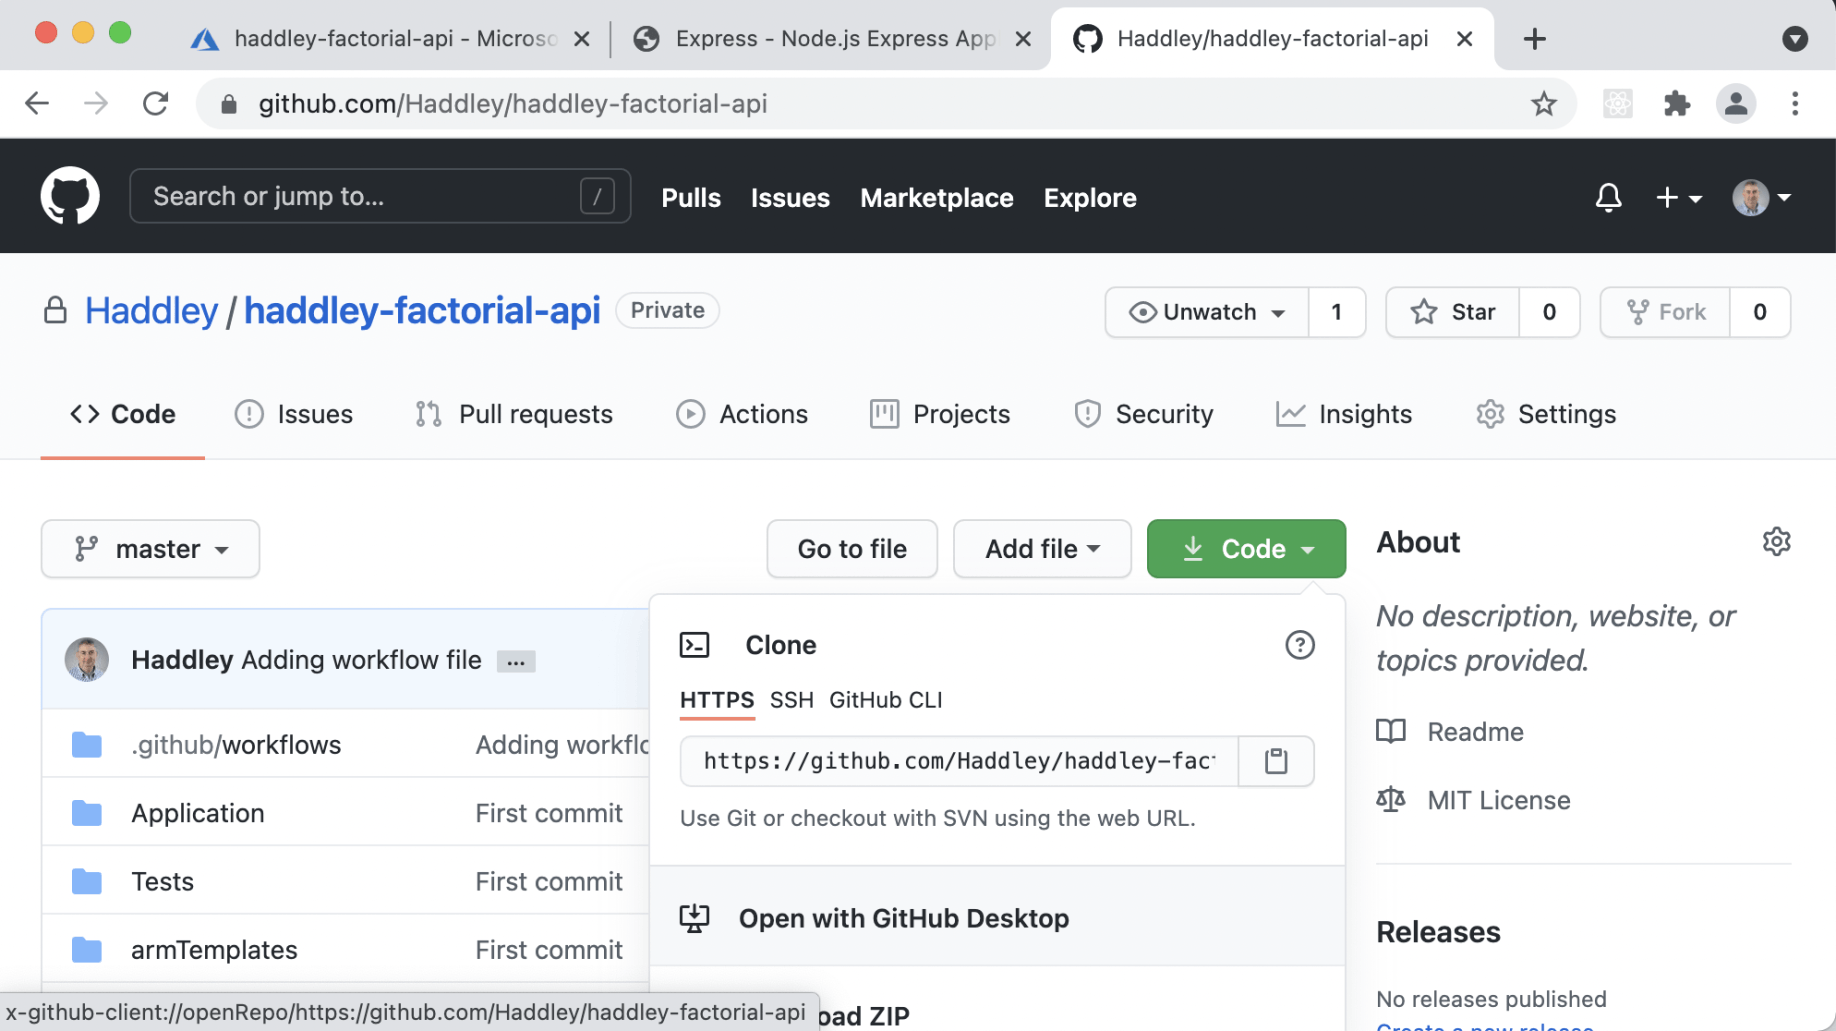 haddley-factorial-api - Microso
Express - Node.js Express App
Haddley/haddley-factorial-api
github.com/Haddley/haddley-factorial-api
Search or jump to... /
Pulls Issues Marketplace Explore
Haddley / haddley-factorial-api Private
Unwatch 1 Star 0 Fork 0
Code Issues Pull requests Actions Projects Security Insights Settings
master Go to file Add file Code
About
No description, website, or
topics provided.
Readme
MIT License
Releases
No releases published
Create a new release
Haddley Adding workflow file ...
.github/workflows Adding workflo
Application First commit
Tests First commit
armTemplates First commit
Clone
HTTPS SSH GitHub CLI
https://github.com/Haddley/haddley-fact
Use Git or checkout with SVN using the web URL.
Open with GitHub Desktop
oad ZIP
x-github-client://openRepo/https://github.com/Haddley/haddley-factorial-api